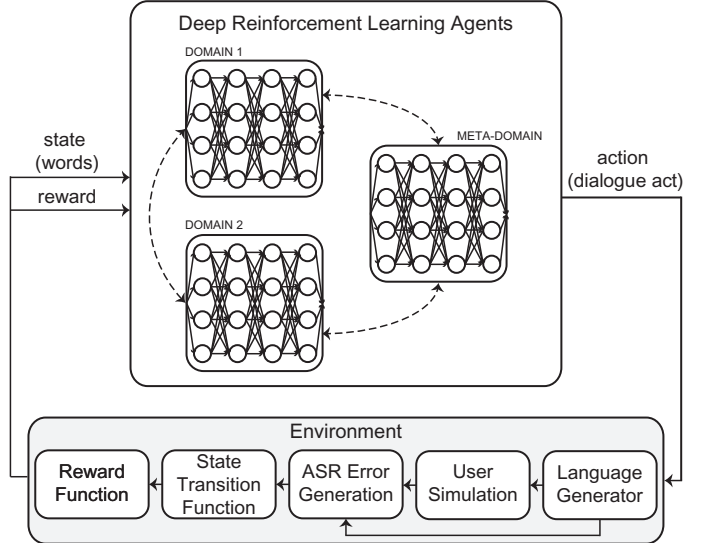 Deep Reinforcement Learning Agents
DOMAIN 1
META-DOMAIN
state
(words)
reward
action
(dialogue act)
DOMAIN 2
Environment
Reward
Function
State
Transition
Function
ASR Error
Generation
User
Simulation
Language
Generator